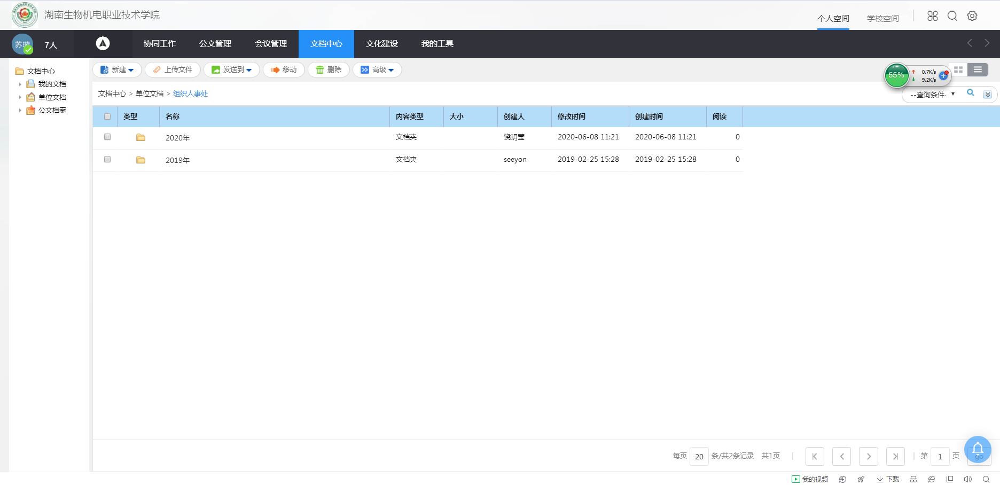 湖南生物机电职业技术学院
个人空间 学校空间
苏璇 7人 协同工作 公文管理 会议管理 文档中心 文化建设 我的工具
文档中心
我的文档
单位文档
公文档案
新建 上传文件 发送到 移动 删除 高级
55% 0.7K/s
9.2K/s
文档中心 > 单位文档 > 组织人事处
--查询条件-
类型 名称 内容类型 大小 创建人 修改时间 创建时间 阅读
2020年 文档夹 饶玥莹 2020-06-08 11:21 2020-06-08 11:21 0
2019年 文档夹 seeyon 2019-02-25 15:28 2019-02-25 15:28 0
每页 20 条/共2条记录 共1页 第 1 页 go
我的视频 下载